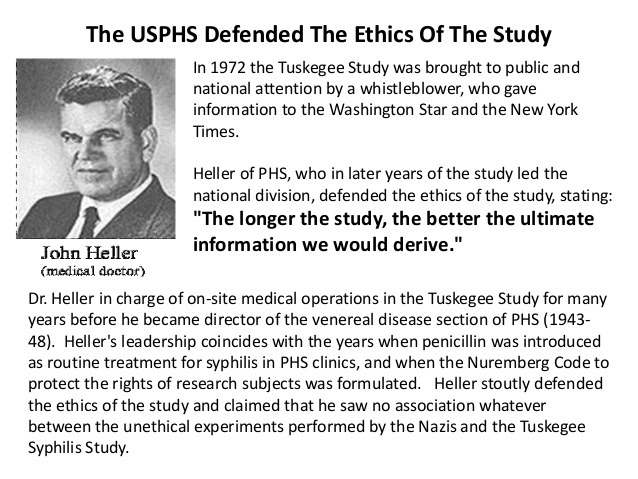 The USPHS Defended The Ethics Of The Study
In 1972 the Tuskegee Study was brought to public and
national attention by a whistleblower, who gave
information to the Washington Star and the New York
Times.
Heller of PHS, who in later years of the study led the
national division, defended the ethics of the study, stating:
"The longer the study, the better the ultimate
information we would derive."
John Heller
(medical doctor)
Dr. Heller in charge of on-site medical operations in the Tuskegee Study for many
years before he became director of the venereal disease section of PHS (1943-
48).  Heller's leadership coincides with the years when penicillin was introduced
as routine treatment for syphilis in PHS clinics, and when the Nuremberg Code to
protect the rights of research subjects was formulated.   Heller stoutly defended
the ethics of the study and claimed that he saw no association whatever
between the unethical experiments performed by the Nazis and the Tuskegee
Syphilis Study.